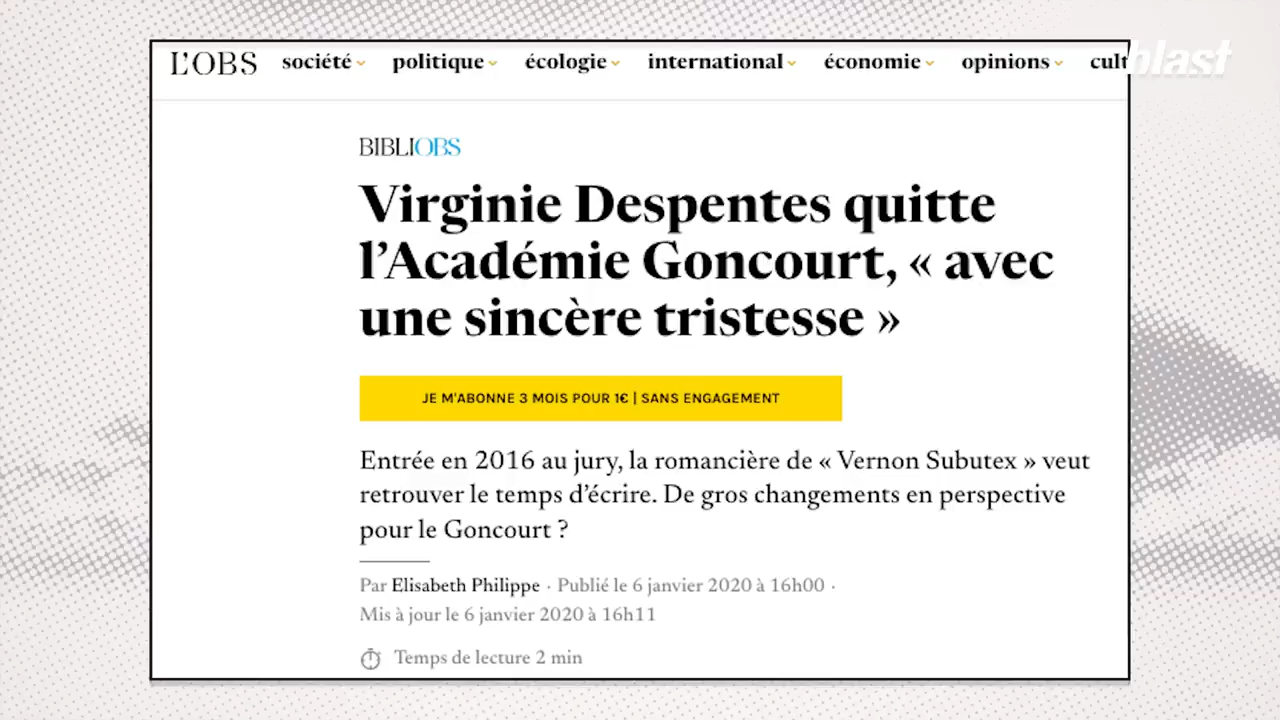 L'OBS société politique écologie international économie opinions cult
blast
BIBLIOBS
Virginie Despentes quitte
l’Académie Goncourt, « avec
une sincère tristesse »
JE M'ABONNE 3 MOIS POUR 1€ | SANS ENGAGEMENT
Entrée en 2016 au jury, la romancière de « Vernon Subutex » veut
retrouver le temps d’écrire. De gros changements en perspective
pour le Goncourt ?
Par Elisabeth Philippe · Publié le 6 janvier 2020 à 16h00 ·
Mis à jour le 6 janvier 2020 à 16h11
Temps de lecture 2 min